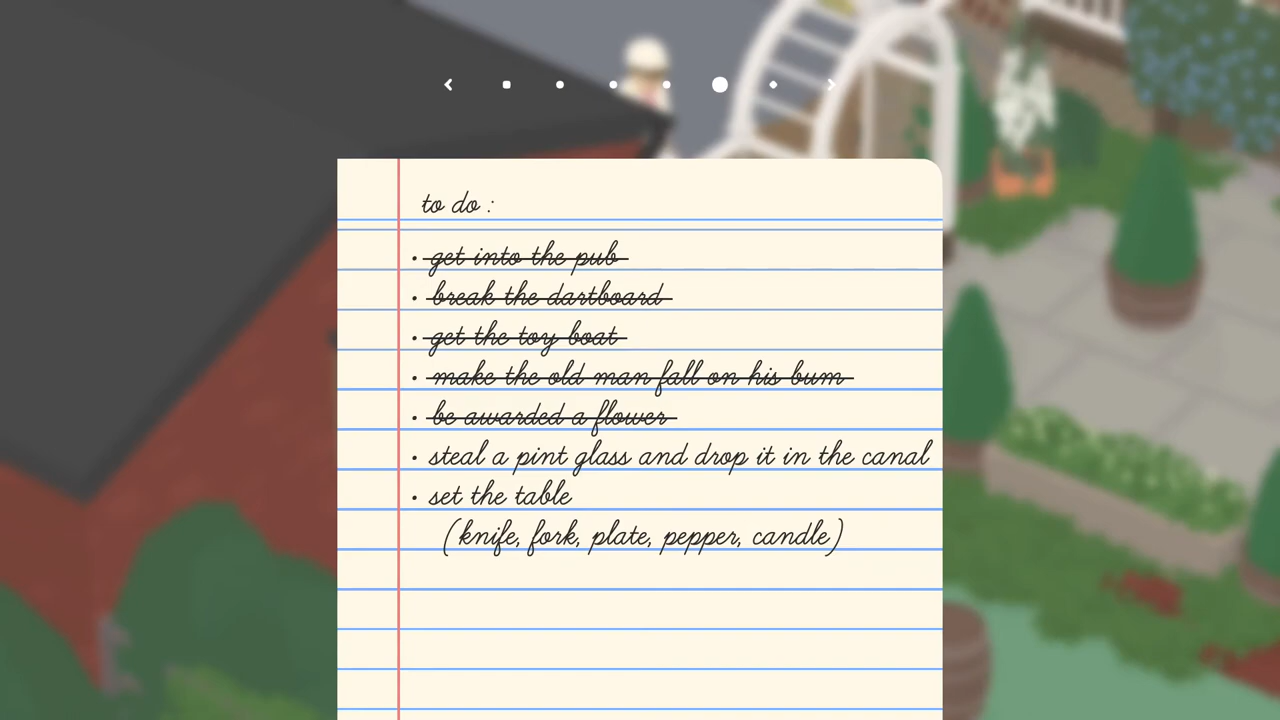 to do :
• get into the pub
• break the dartboard
• get the toy boat
• make the old man fall on his bum
• be awarded a flower
• steal a pint glass and drop it in the canal
• set the table
(knife, fork, plate, pepper, candle)